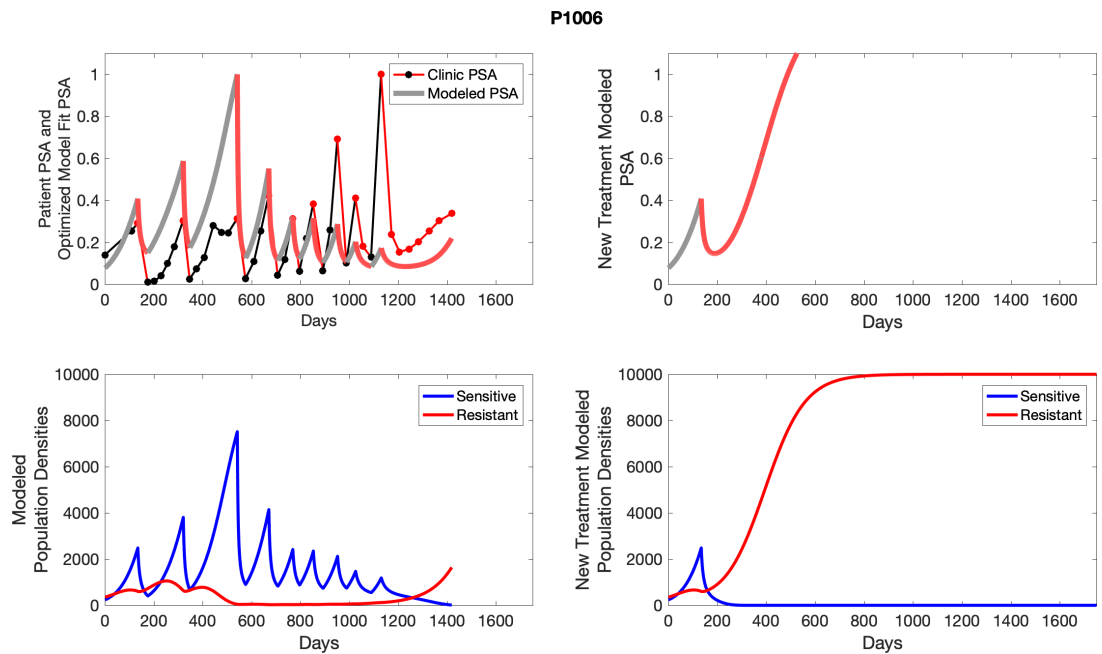 P1006
Patient PSA and
Optimized Model Fit PSA
1
0.8
0.6
0.4
0.2
0
Clinic PSA
Modeled PSA
0 200 400 600 800 1000 1200 1400 1600
Days
New Treatment Modeled
PSA
1
0.8
0.6
0.4
0.2
0
0 200 400 600 800 1000 1200 1400 1600
Days
Modeled
Population Densities
10000
8000
6000
4000
2000
0
Sensitive
Resistant
0 200 400 600 800 1000 1200 1400 1600
Days
New Treatment Modeled
Population Densities
10000
8000
6000
4000
2000
0
Sensitive
Resistant
0 200 400 600 800 1000 1200 1400 1600
Days